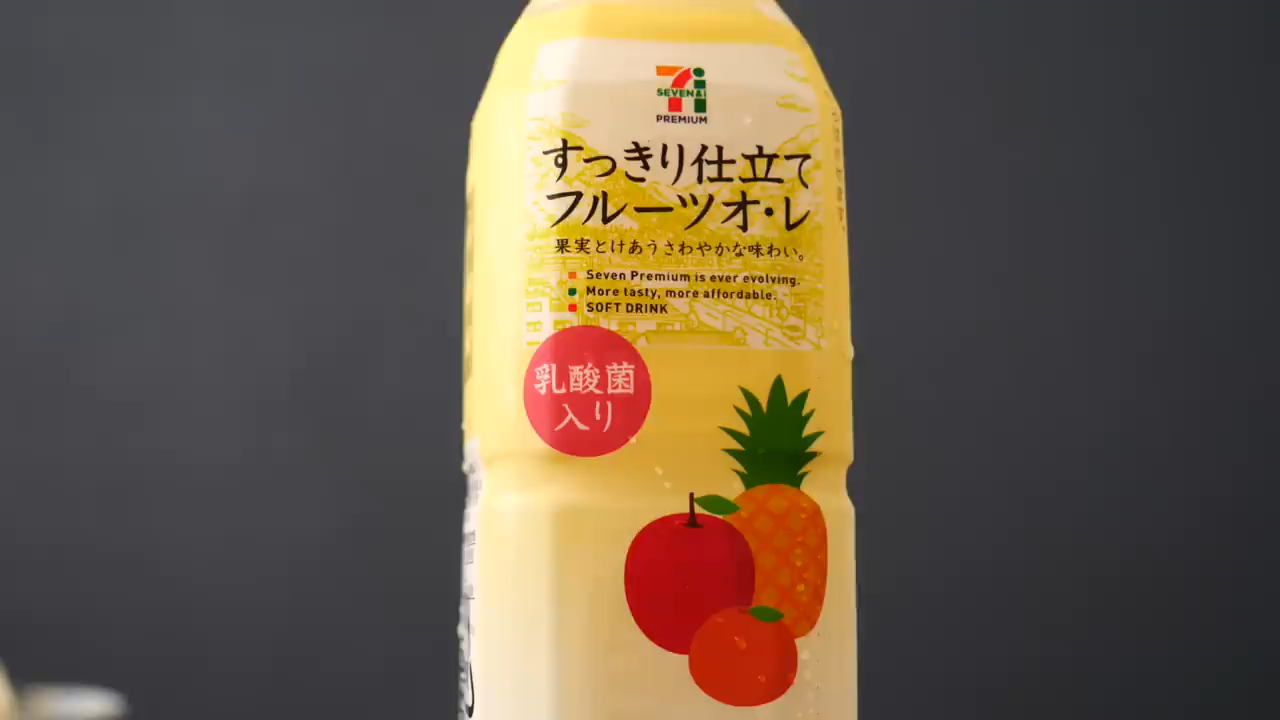 7i
SEVEN&i
PREMIUM
すっきり仕立て
フルーツオ・レ
果実とけあうさわやかな味わい。
Seven Premium is ever evolving.
More tasty, more affordable.
SOFT DRINK
乳酸菌
入り